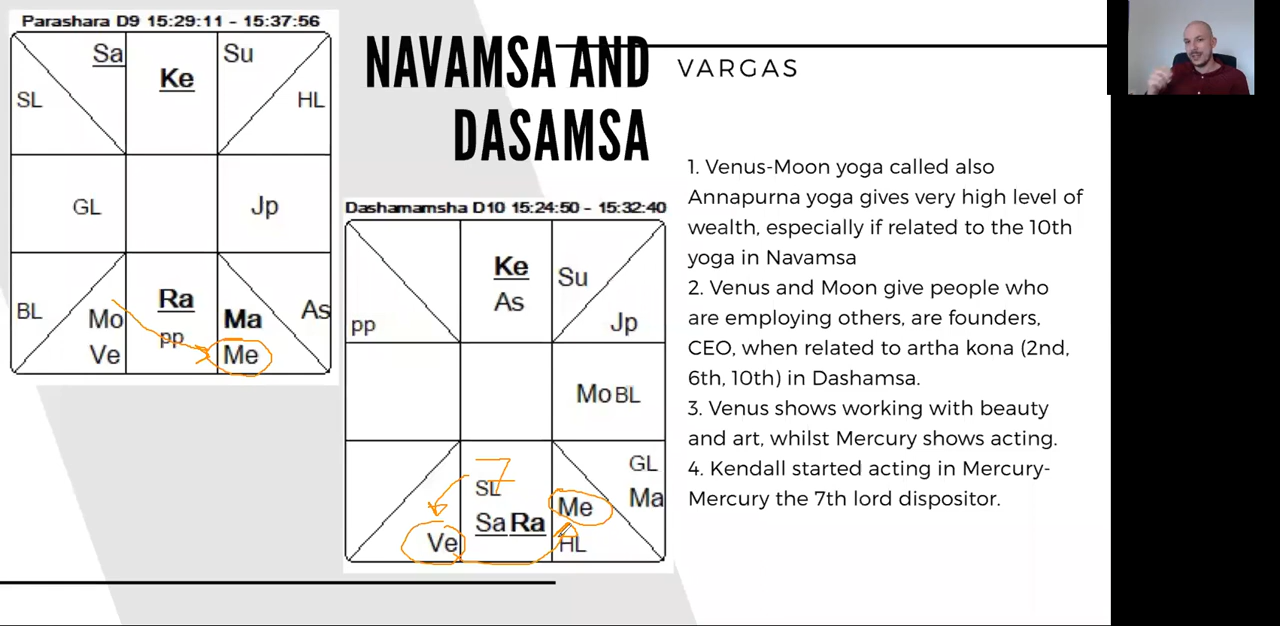 Parashara D9 15:29:11 - 15:37:56
Sa
Ke
Su
SL
HL
GL
Jp
BL
Mo
Ra
Ma
As
Ve
pp
Me
NAVAMSA AND
DASAMSA
VARGAS
Dashamamsha D10 15:24:50 - 15:32:40
Ke
Su
As
pp
Jp
Mo BL
7
GL
SL
Me
Ma
Sa Ra
Ve
HL
1. Venus-Moon yoga called also
Annapurna yoga gives very high level of
wealth, especially if related to the 10th
yoga in Navamsa
2. Venus and Moon give people who
are employing others, are founders,
CEO, when related to artha kona (2nd,
6th, 10th) in Dashamsa.
3. Venus shows working with beauty
and art, whilst Mercury shows acting.
4. Kendall started acting in Mercury-
Mercury the 7th lord dispositor.